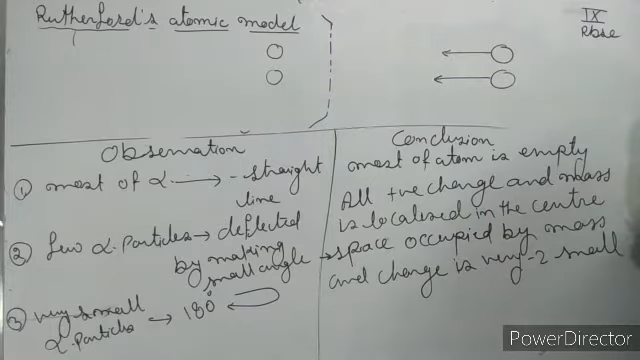 Rutherford's atomic model
IX
Rbse
Observation
① most of α → - straight
line
② few α particles → deflected
by making
small angle
③ very small
α particles → 180°
Conclusion
most of atom is empty
All +ve charge and mass
is localised in the centre
→ space occupied by mass
and charge is very-2 small
PowerDirector